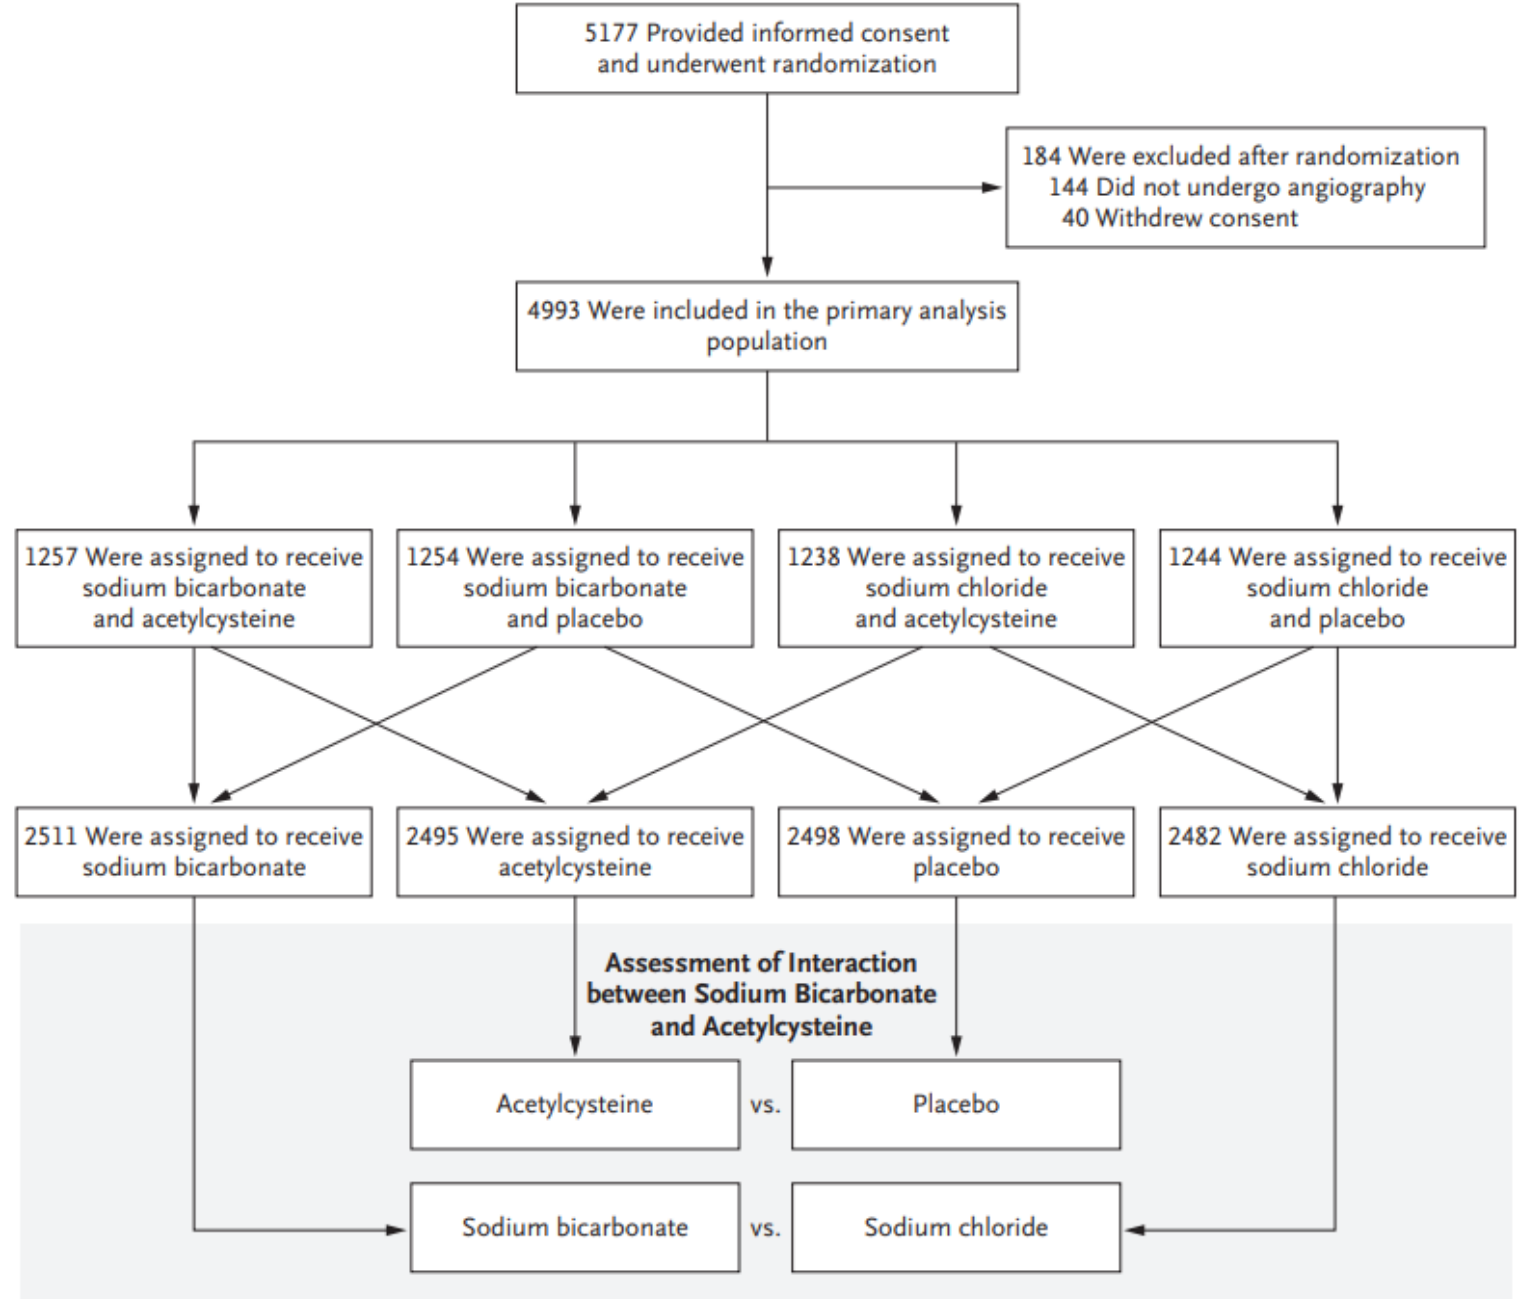 5177 Provided informed consent
and underwent randomization
184 Were excluded after randomization
144 Did not undergo angiography
40 Withdrew consent
4993 Were included in the primary analysis
population
1257 Were assigned to receive
sodium bicarbonate
and acetylcysteine
1254 Were assigned to receive
sodium bicarbonate
and placebo
1238 Were assigned to receive
sodium chloride
and acetylcysteine
1244 Were assigned to receive
sodium chloride
and placebo
2511 Were assigned to receive
sodium bicarbonate
2495 Were assigned to receive
acetylcysteine
2498 Were assigned to receive
placebo
2482 Were assigned to receive
sodium chloride
Assessment of Interaction
between Sodium Bicarbonate
and Acetylcysteine
Acetylcysteine vs. Placebo
Sodium bicarbonate vs. Sodium chloride